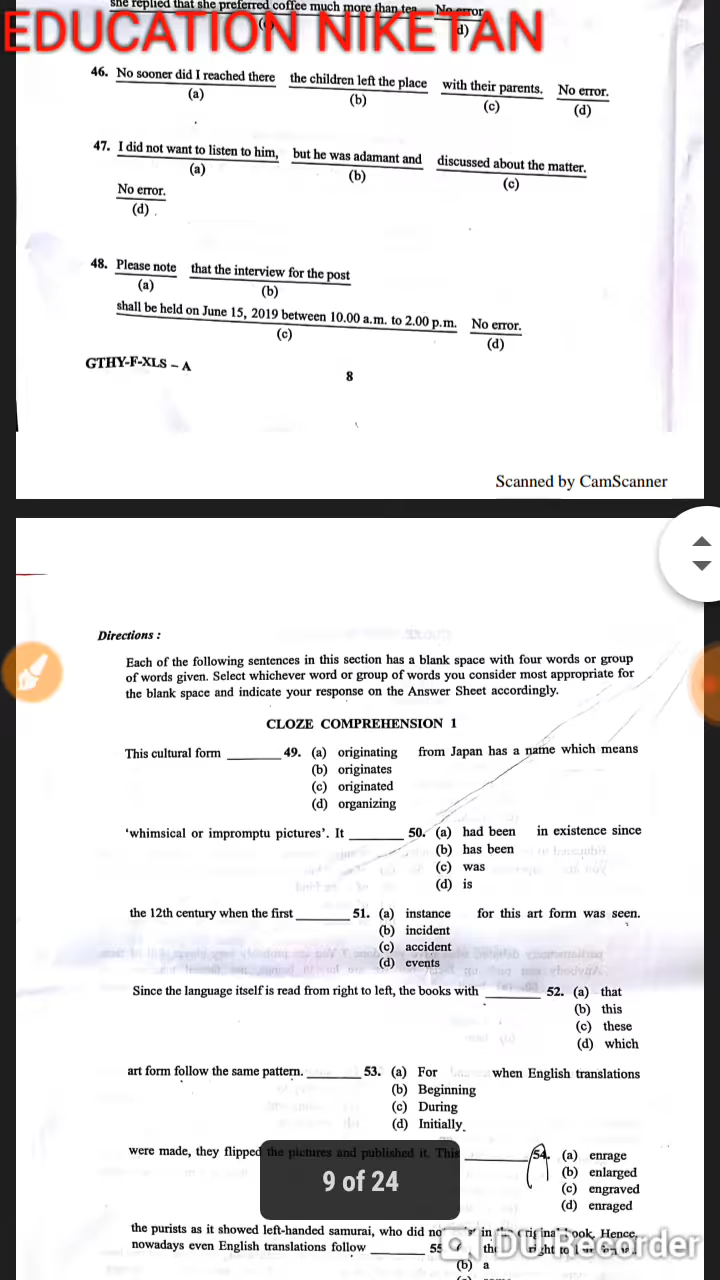 she replied that she preferred coffee much more than tea. No error.
EDUCATION NIKETAN
d)
46. No sooner did I reached there the children left the place with their parents. No error.
(a) (b) (c) (d)
47. I did not want to listen to him, but he was adamant and discussed about the matter.
(a) (b) (c)
No error.
(d)
48. Please note that the interview for the post
(a) (b)
shall be held on June 15, 2019 between 10.00 a.m. to 2.00 p.m. No error.
(c) (d)
GTHY-F-XLS – A
8
Scanned by CamScanner
Directions :
Each of the following sentences in this section has a blank space with four words or group
of words given. Select whichever word or group of words you consider most appropriate for
the blank space and indicate your response on the Answer Sheet accordingly.
CLOZE COMPREHENSION 1
This cultural form ______ 49. (a) originating from Japan has a name which means
(b) originates
(c) originated
(d) organizing
'whimsical or impromptu pictures'. It ______ 50. (a) had been in existence since
(b) has been
(c) was
(d) is
the 12th century when the first ______ 51. (a) instance for this art form was seen.
(b) incident
(c) accident
(d) events
Since the language itself is read from right to left, the books with ______ 52. (a) that
(b) this
(c) these
(d) which
art form follow the same pattern. ______ 53. (a) For when English translations
(b) Beginning
(c) During
(d) Initially
were made, they flipped the pictures and published it. This ______ 54. (a) enrage
(b) enlarged
(c) engraved
(d) enraged
9 of 24
the purists as it showed left-handed samurai, who did in the book. Hence,
nowadays even English translations follow ______ 55
(b) a
DU Recorder